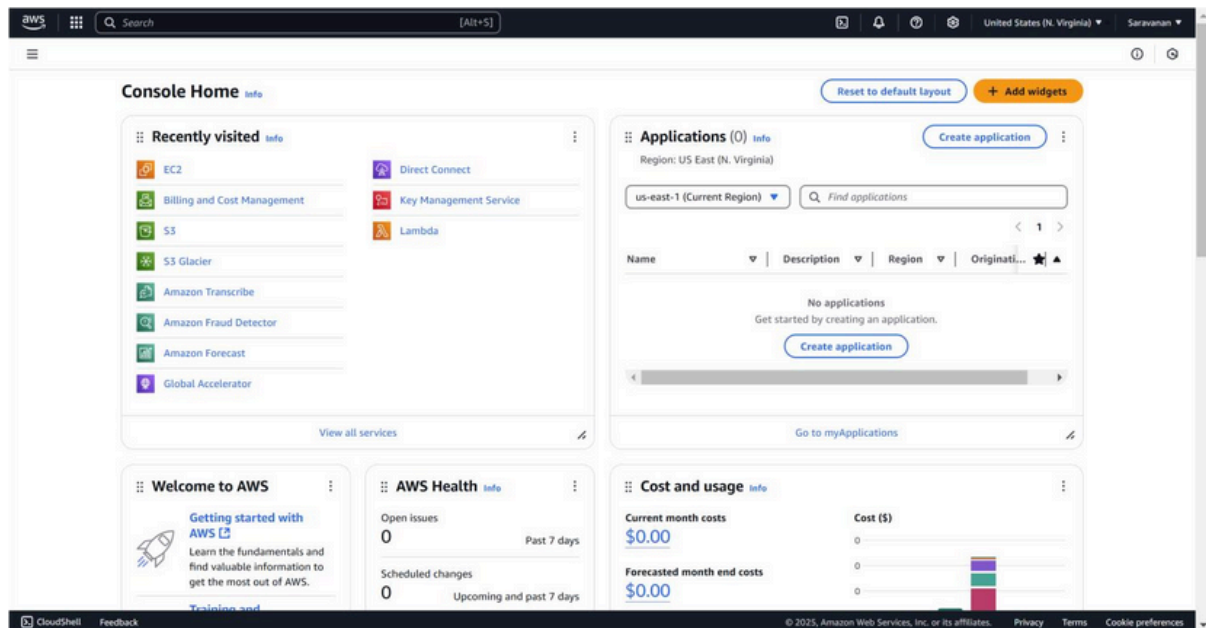 aws
Search [Alt+S]
United States (N. Virginia) ▼ Saravanan ▼
Console Home Info
Reset to default layout
+ Add widgets
Recently visited Info
EC2
Billing and Cost Management
S3
S3 Glacier
Amazon Transcribe
Amazon Fraud Detector
Amazon Forecast
Global Accelerator
Direct Connect
Key Management Service
Lambda
View all services
Applications (0) Info
Create application
Region: US East (N. Virginia)
us-east-1 (Current Region) ▼
Find applications
1
Name Description Region Originati...
No applications
Get started by creating an application.
Create application
Go to myApplications
Welcome to AWS
Getting started with
AWS
Learn the fundamentals and
find valuable information to
get the most out of AWS.
Training and
AWS Health Info
Open issues
0 Past 7 days
Scheduled changes
0 Upcoming and past 7 days
Cost and usage Info
Current month costs
$0.00
Forecasted month end costs
$0.00
Cost ($)
0
0
0
CloudShell Feedback
© 2025, Amazon Web Services, Inc. or its affiliates. Privacy Terms Cookie preferences